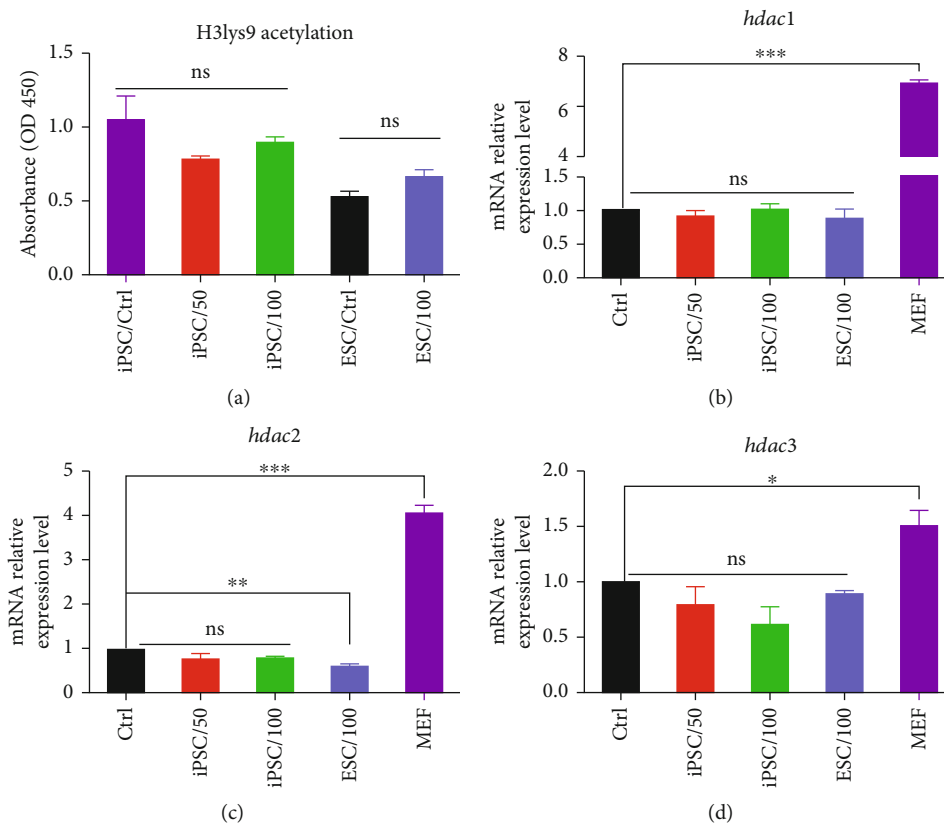 H3lys9 acetylation
Absorbance (OD 450)
1.5
1.0
0.5
0.0
ns
ns
iPSC/Ctrl
iPSC/50
iPSC/100
ESC/Ctrl
ESC/100
(a)
hdac1
mRNA relative
expression level
8
6
4
1.5
1.0
0.5
0.0
***
ns
Ctrl
iPSC/50
iPSC/100
ESC/100
MEF
(b)
hdac2
mRNA relative
expression level
5
4
3
2
1
0
***
**
ns
Ctrl
iPSC/50
iPSC/100
ESC/100
MEF
(c)
hdac3
mRNA relative
expression level
2.0
1.5
1.0
0.5
0.0
*
ns
Ctrl
iPSC/50
iPSC/100
ESC/100
MEF
(d)